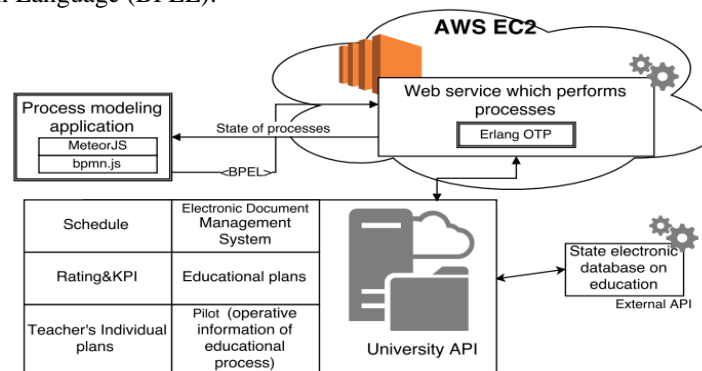 n Language (BPEL).
AWS EC2
Web service which performs
processes
Erlang OTP
Process modeling
application
MeteorJS
bpmn.js
State of processes
<BPEL>
Schedule
Electronic Document
Management
System
Rating&KPI
Educational plans
Teacher's Individual
plans
Pilot (operative
information of
educational
process)
University API
State electronic
database on
education
External API